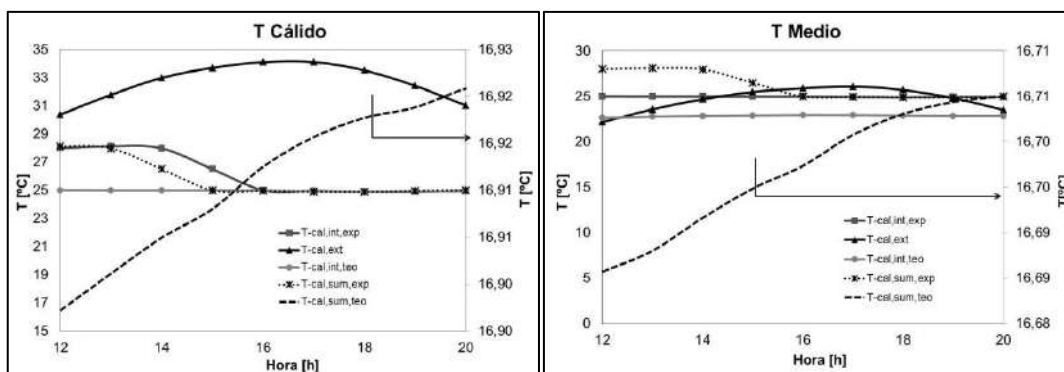 T Cálido
35
33
31
29
27
25
23
21
19
17
15
T [ºC]
16,93
16,92
16,92
16,91
16,91
16,90
16,90
T [ºC]
T-cal,int,exp
T-cal,ext
T-cal,int,teo
T-cal,sum,exp
T-cal,sum,teo
12 14 16 18 20
Hora [h]
T Medio
30
25
20
15
10
5
0
T [ºC]
16,71
16,71
16,70
16,70
16,69
16,69
16,68
T[ºC]
T-cal,int,exp
T-cal,ext
T-cal,int,teo
T-cal,sum,exp
T-cal,sum,teo
12 14 16 18 20
Hora [h]